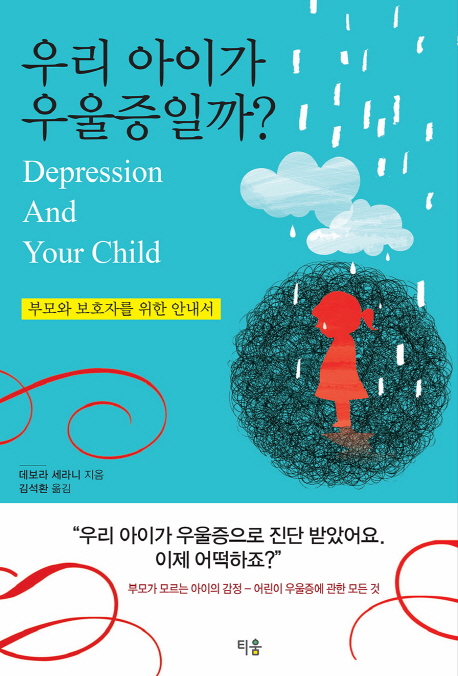 우리 아이가
우울증일까?
Depression
And
Your Child
부모와 보호자를 위한 안내서
데보라 세라니 지음
김석환 옮김
“우리 아이가 우울증으로 진단 받았어요.
이제 어떡하죠?”
부모가 모르는 아이의 감정 – 어린이 우울증에 관한 모든 것
티움